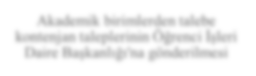 Akademik birimlerden talebe
kontenjan taleplerinin Öğrenci İşleri
Daire Başkanlığı'na gönderilmesi